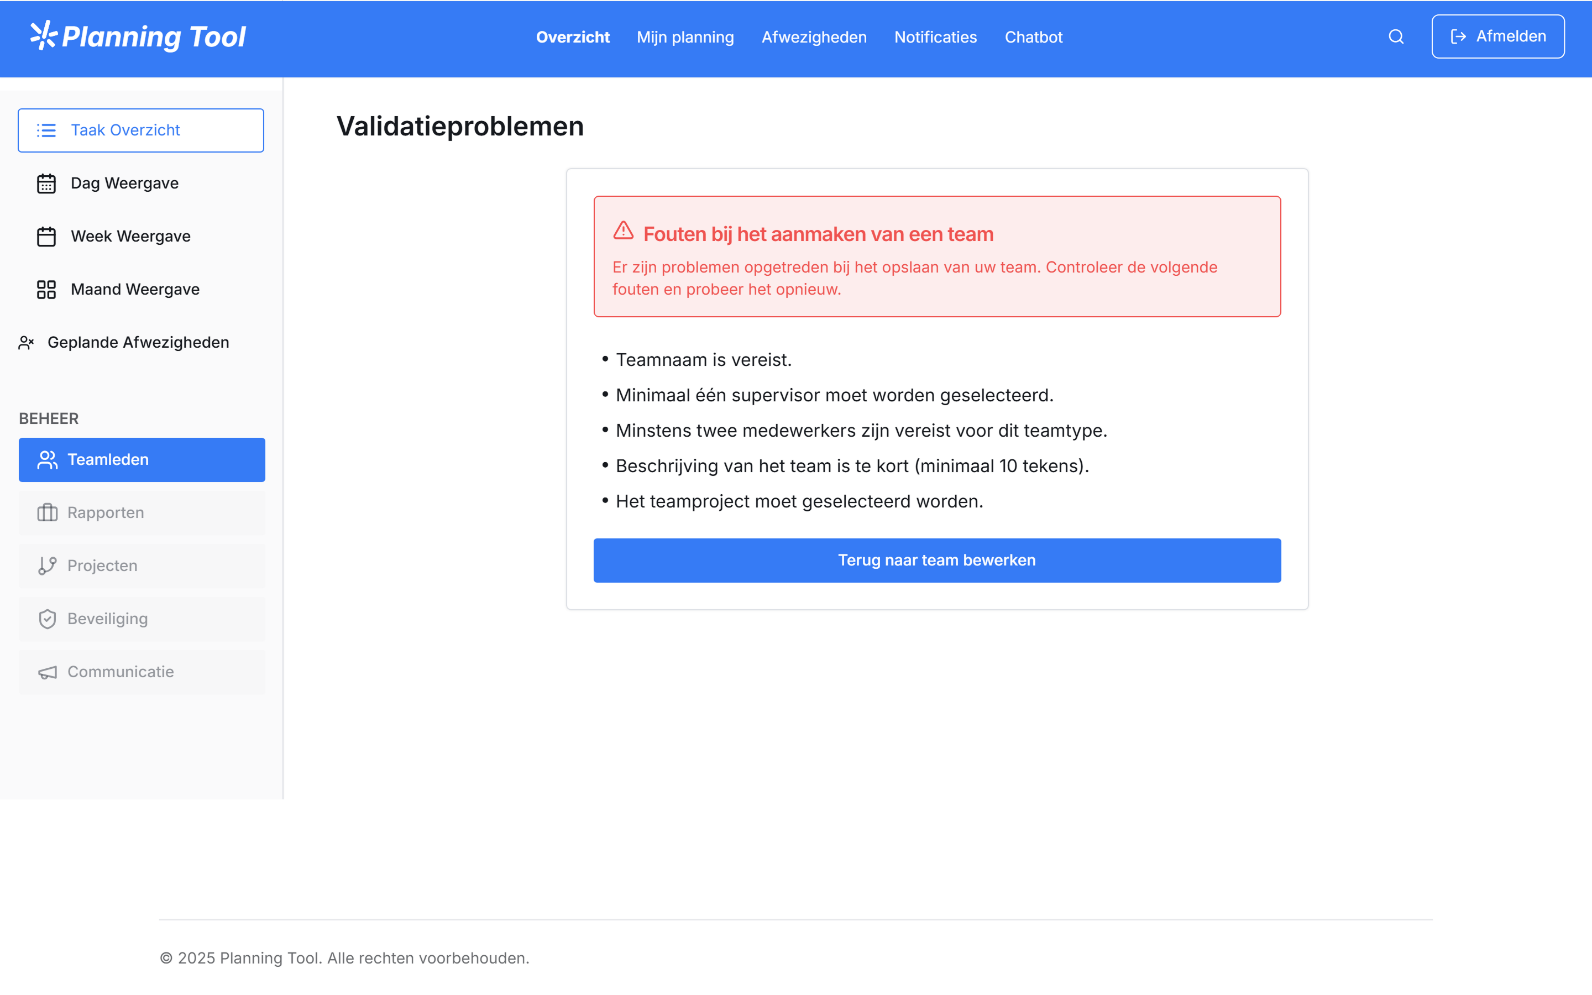 Planning Tool
Overzicht
Mijn planning
Afwezigheden
Notificaties
Chatbot
Afmelden
Taak Overzicht
Dag Weergave
Week Weergave
Maand Weergave
Geplande Afwezigheden
BEHEER
Teamleden
Rapporten
Projecten
Beveiliging
Communicatie
Validatieproblemen
Fouten bij het aanmaken van een team
Er zijn problemen opgetreden bij het opslaan van uw team. Controleer de volgende
fouten en probeer het opnieuw.
• Teamnaam is vereist.
• Minimaal één supervisor moet worden geselecteerd.
• Minstens twee medewerkers zijn vereist voor dit teamtype.
• Beschrijving van het team is te kort (minimaal 10 tekens).
• Het teamproject moet geselecteerd worden.
Terug naar team bewerken
© 2025 Planning Tool. Alle rechten voorbehouden.